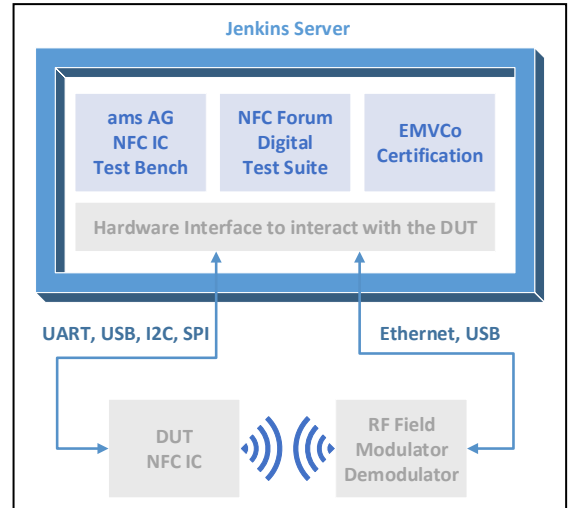 Jenkins Server
ams AG
NFC IC
Test Bench
NFC Forum
Digital
Test Suite
EMVCo
Certification
Hardware Interface to interact with the DUT
UART, USB, I2C, SPI
Ethernet, USB
DUT
NFC IC
RF Field
Modulator
Demodulator